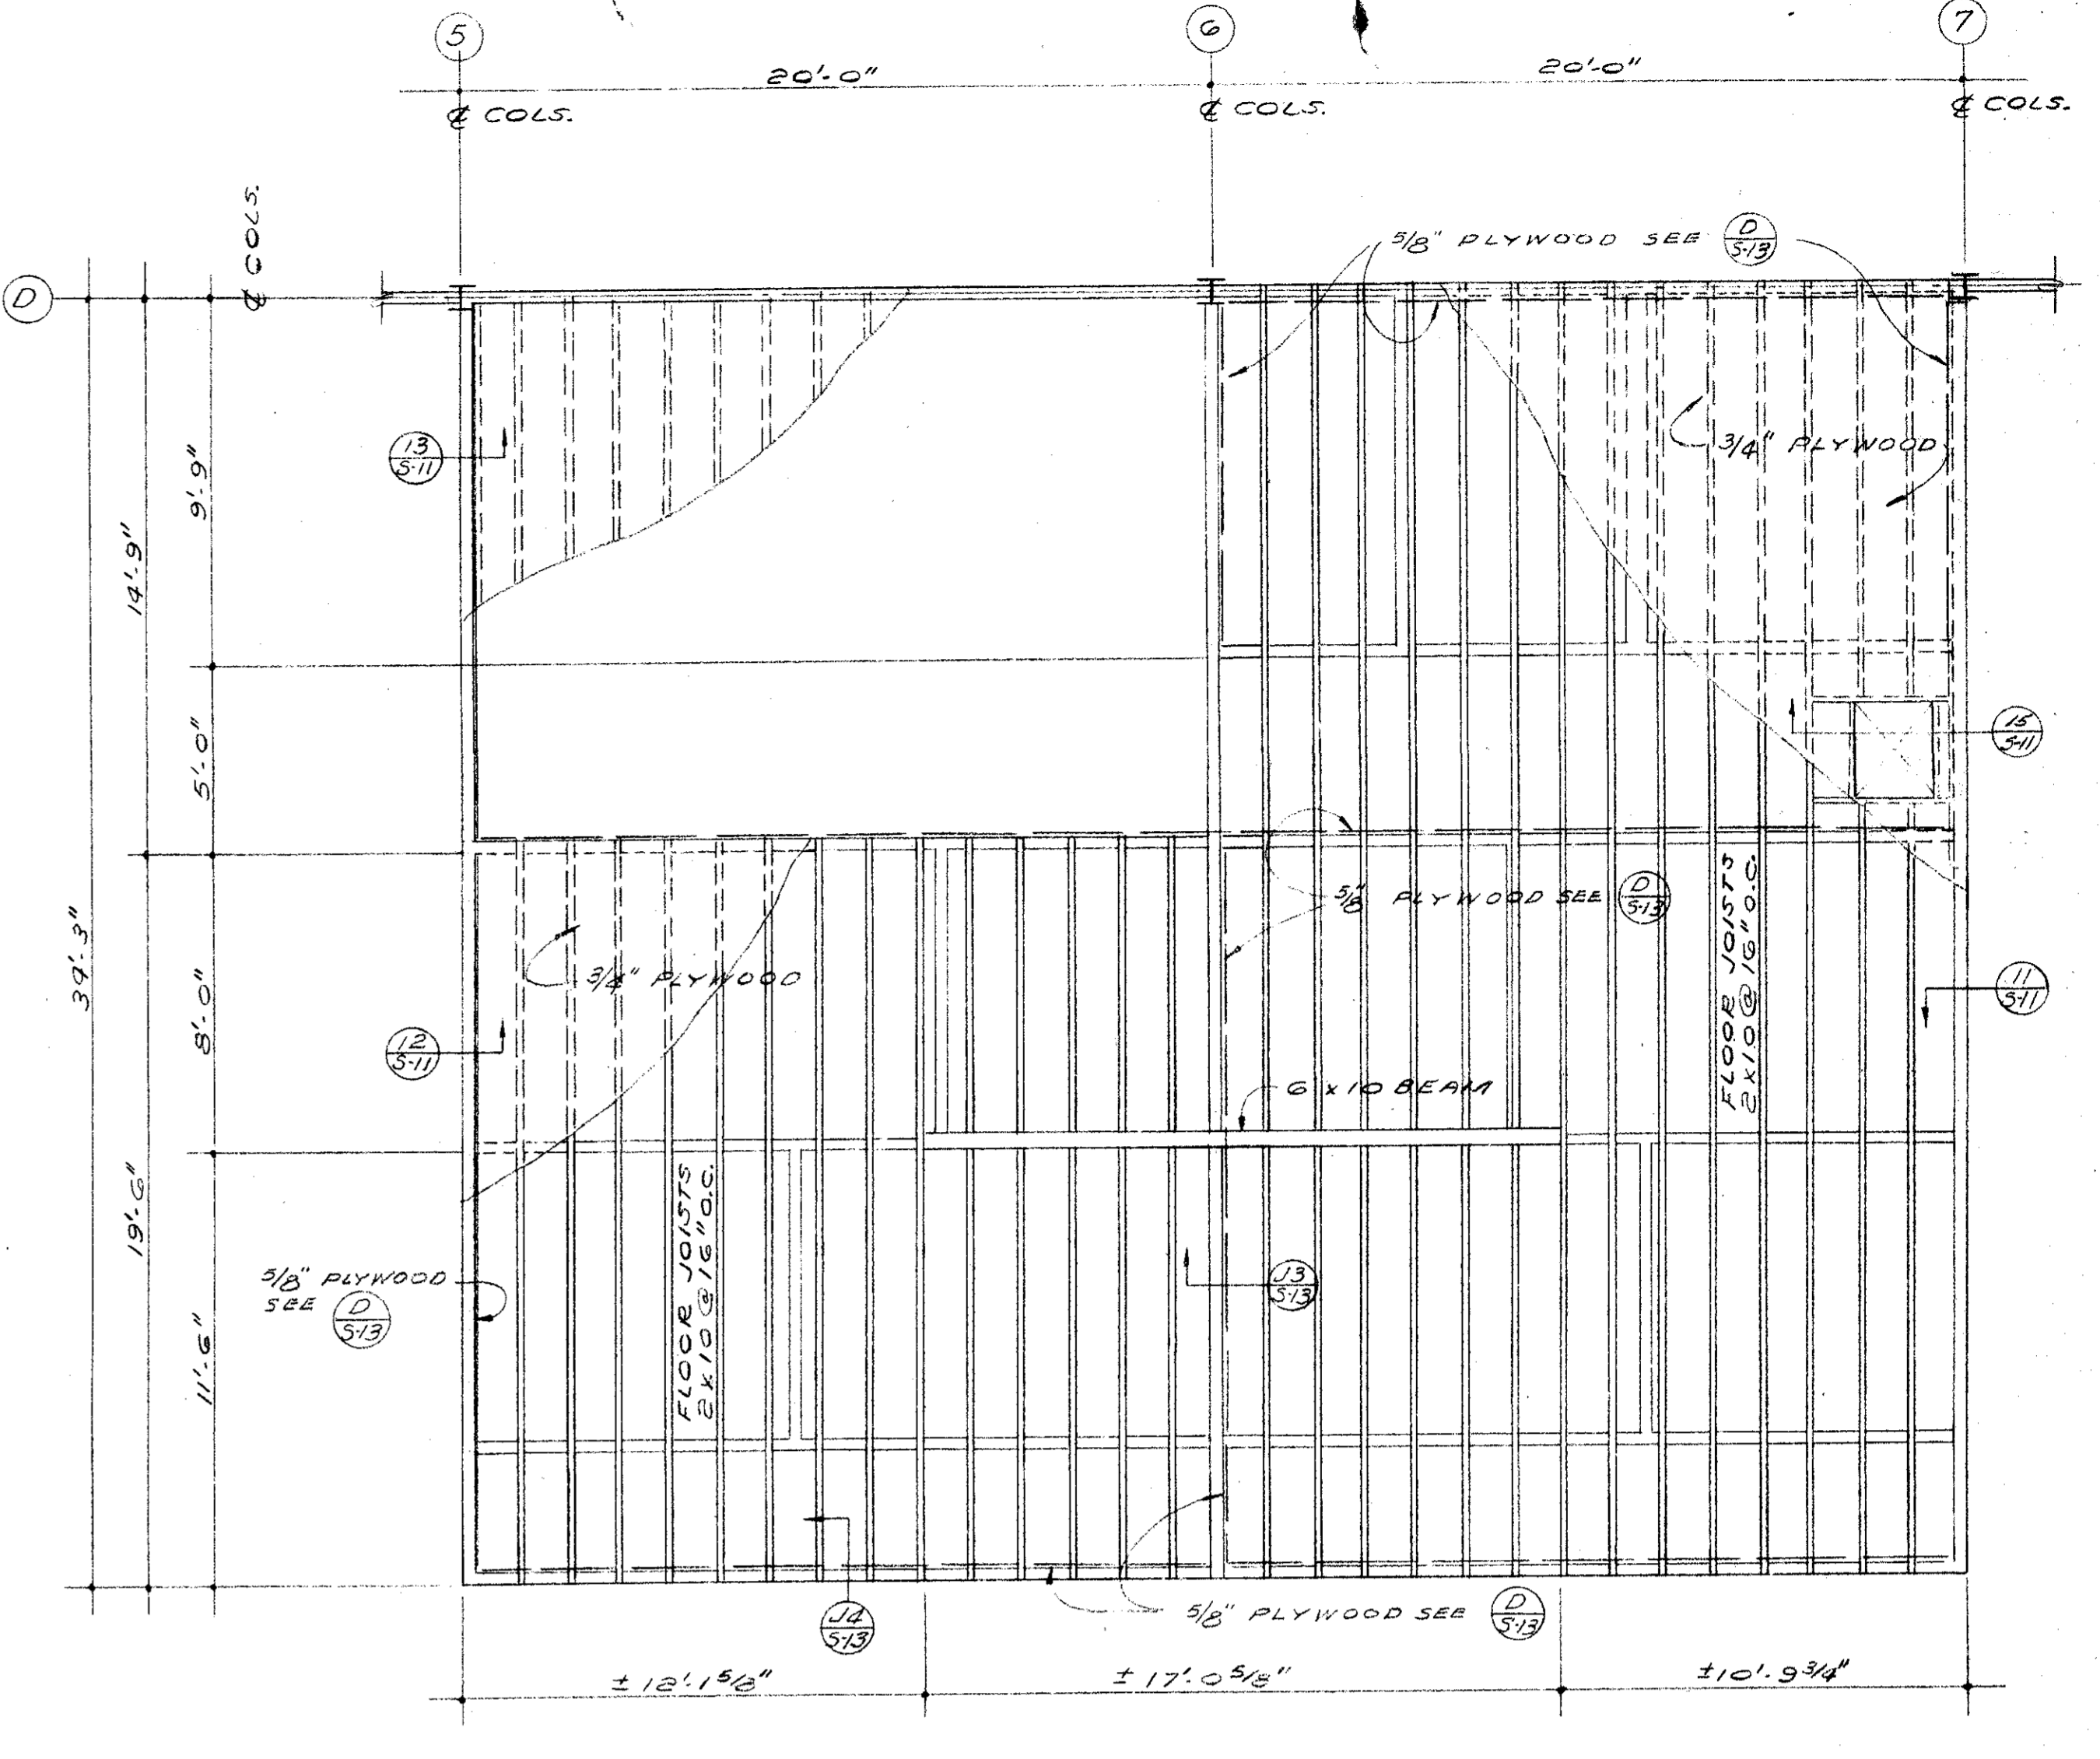 5
6
7
20'-0"
20'-0"
℄ COLS.
℄ COLS.
℄ COLS.
℄ COLS.
D
5/8" PLYWOOD SEE D/S-13
13/S-11
3/4" PLYWOOD
9'-9"
14'-9"
5'-0"
15/S-11
39'-3"
5/8" PLYWOOD SEE D/S-13
FLOOR JOISTS
2x10@16"O.C.
3/4" PLYWOOD
8'-0"
11/S-11
12/S-11
6 x 10 BEAM
19'-6"
FLOOR JOISTS
2x10@16"O.C.
5/8" PLYWOOD
SEE D/S-13
J3/S-13
11'-6"
J4/S-13
5/8" PLYWOOD SEE D/S-13
± 12'-1 5/8"
± 17'-0 5/8"
±10'-9 3/4"